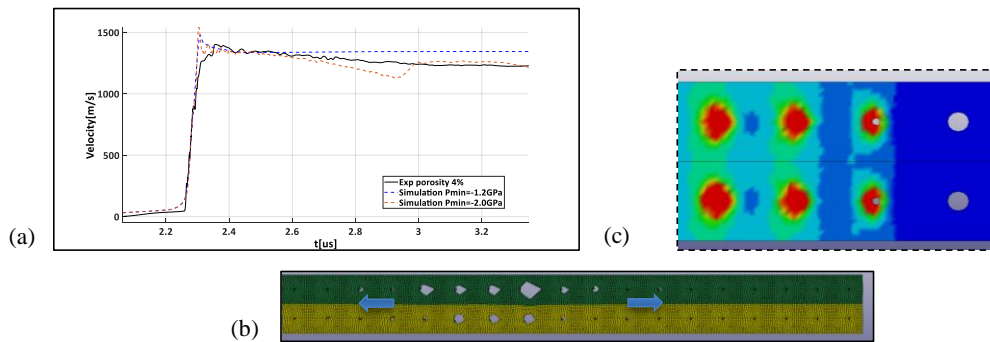 1500
1000
500
0
Velocity[m/s]
Exp porosity 4%
Simulation Pmin=-1.2GPa
Simulation Pmin=-2.0GPa
2.2
2.4
2.6
2.8
3
3.2
t[us]
(a)
(c)
(b)